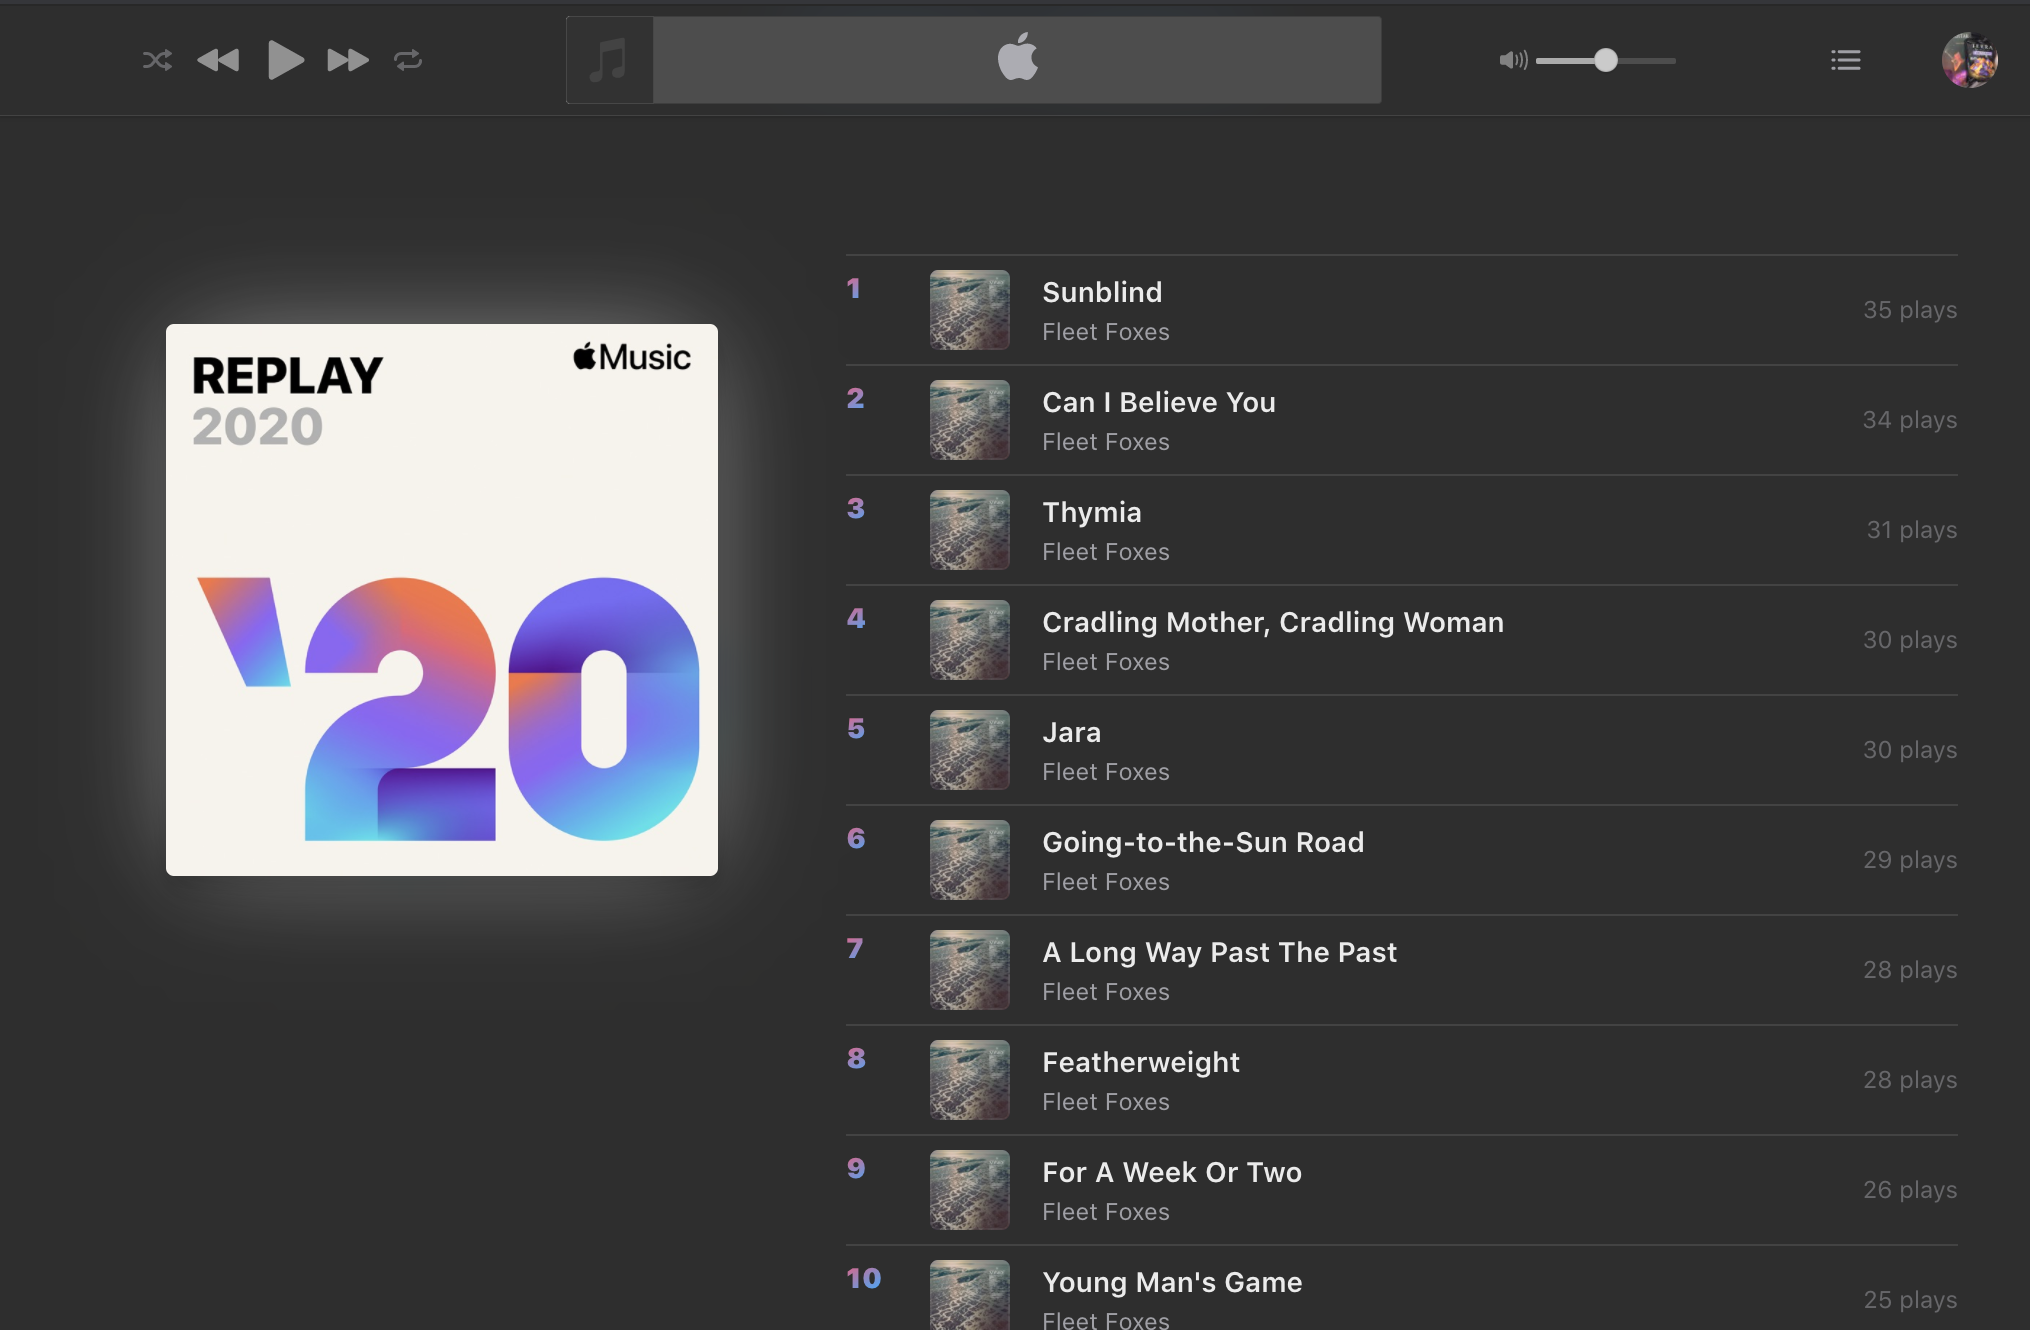 REPLAY
Music
2020
'20
1
Sunblind
Fleet Foxes
35 plays
2
Can I Believe You
Fleet Foxes
34 plays
3
Thymia
Fleet Foxes
31 plays
4
Cradling Mother, Cradling Woman
Fleet Foxes
30 plays
5
Jara
Fleet Foxes
30 plays
6
Going-to-the-Sun Road
Fleet Foxes
29 plays
7
A Long Way Past The Past
Fleet Foxes
28 plays
8
Featherweight
Fleet Foxes
28 plays
9
For A Week Or Two
Fleet Foxes
26 plays
10
Young Man's Game
Fleet Foxes
25 plays